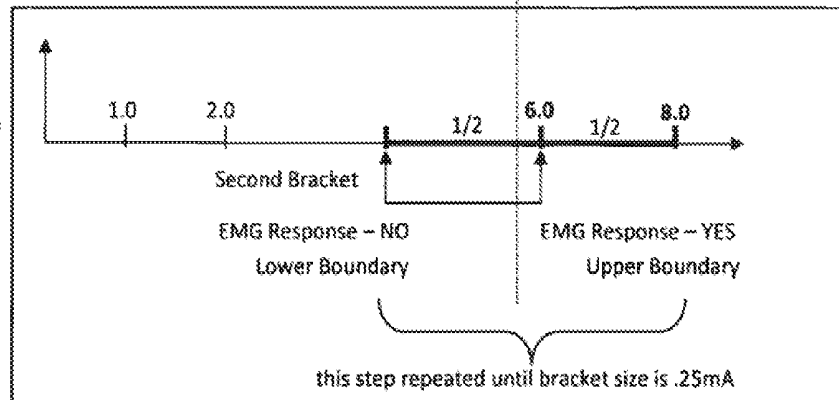 1.0 2.0 1/2 6.0 1/2 8.0
Second Bracket
EMG Response – NO EMG Response – YES
Lower Boundary Upper Boundary
this step repeated until bracket size is .25mA